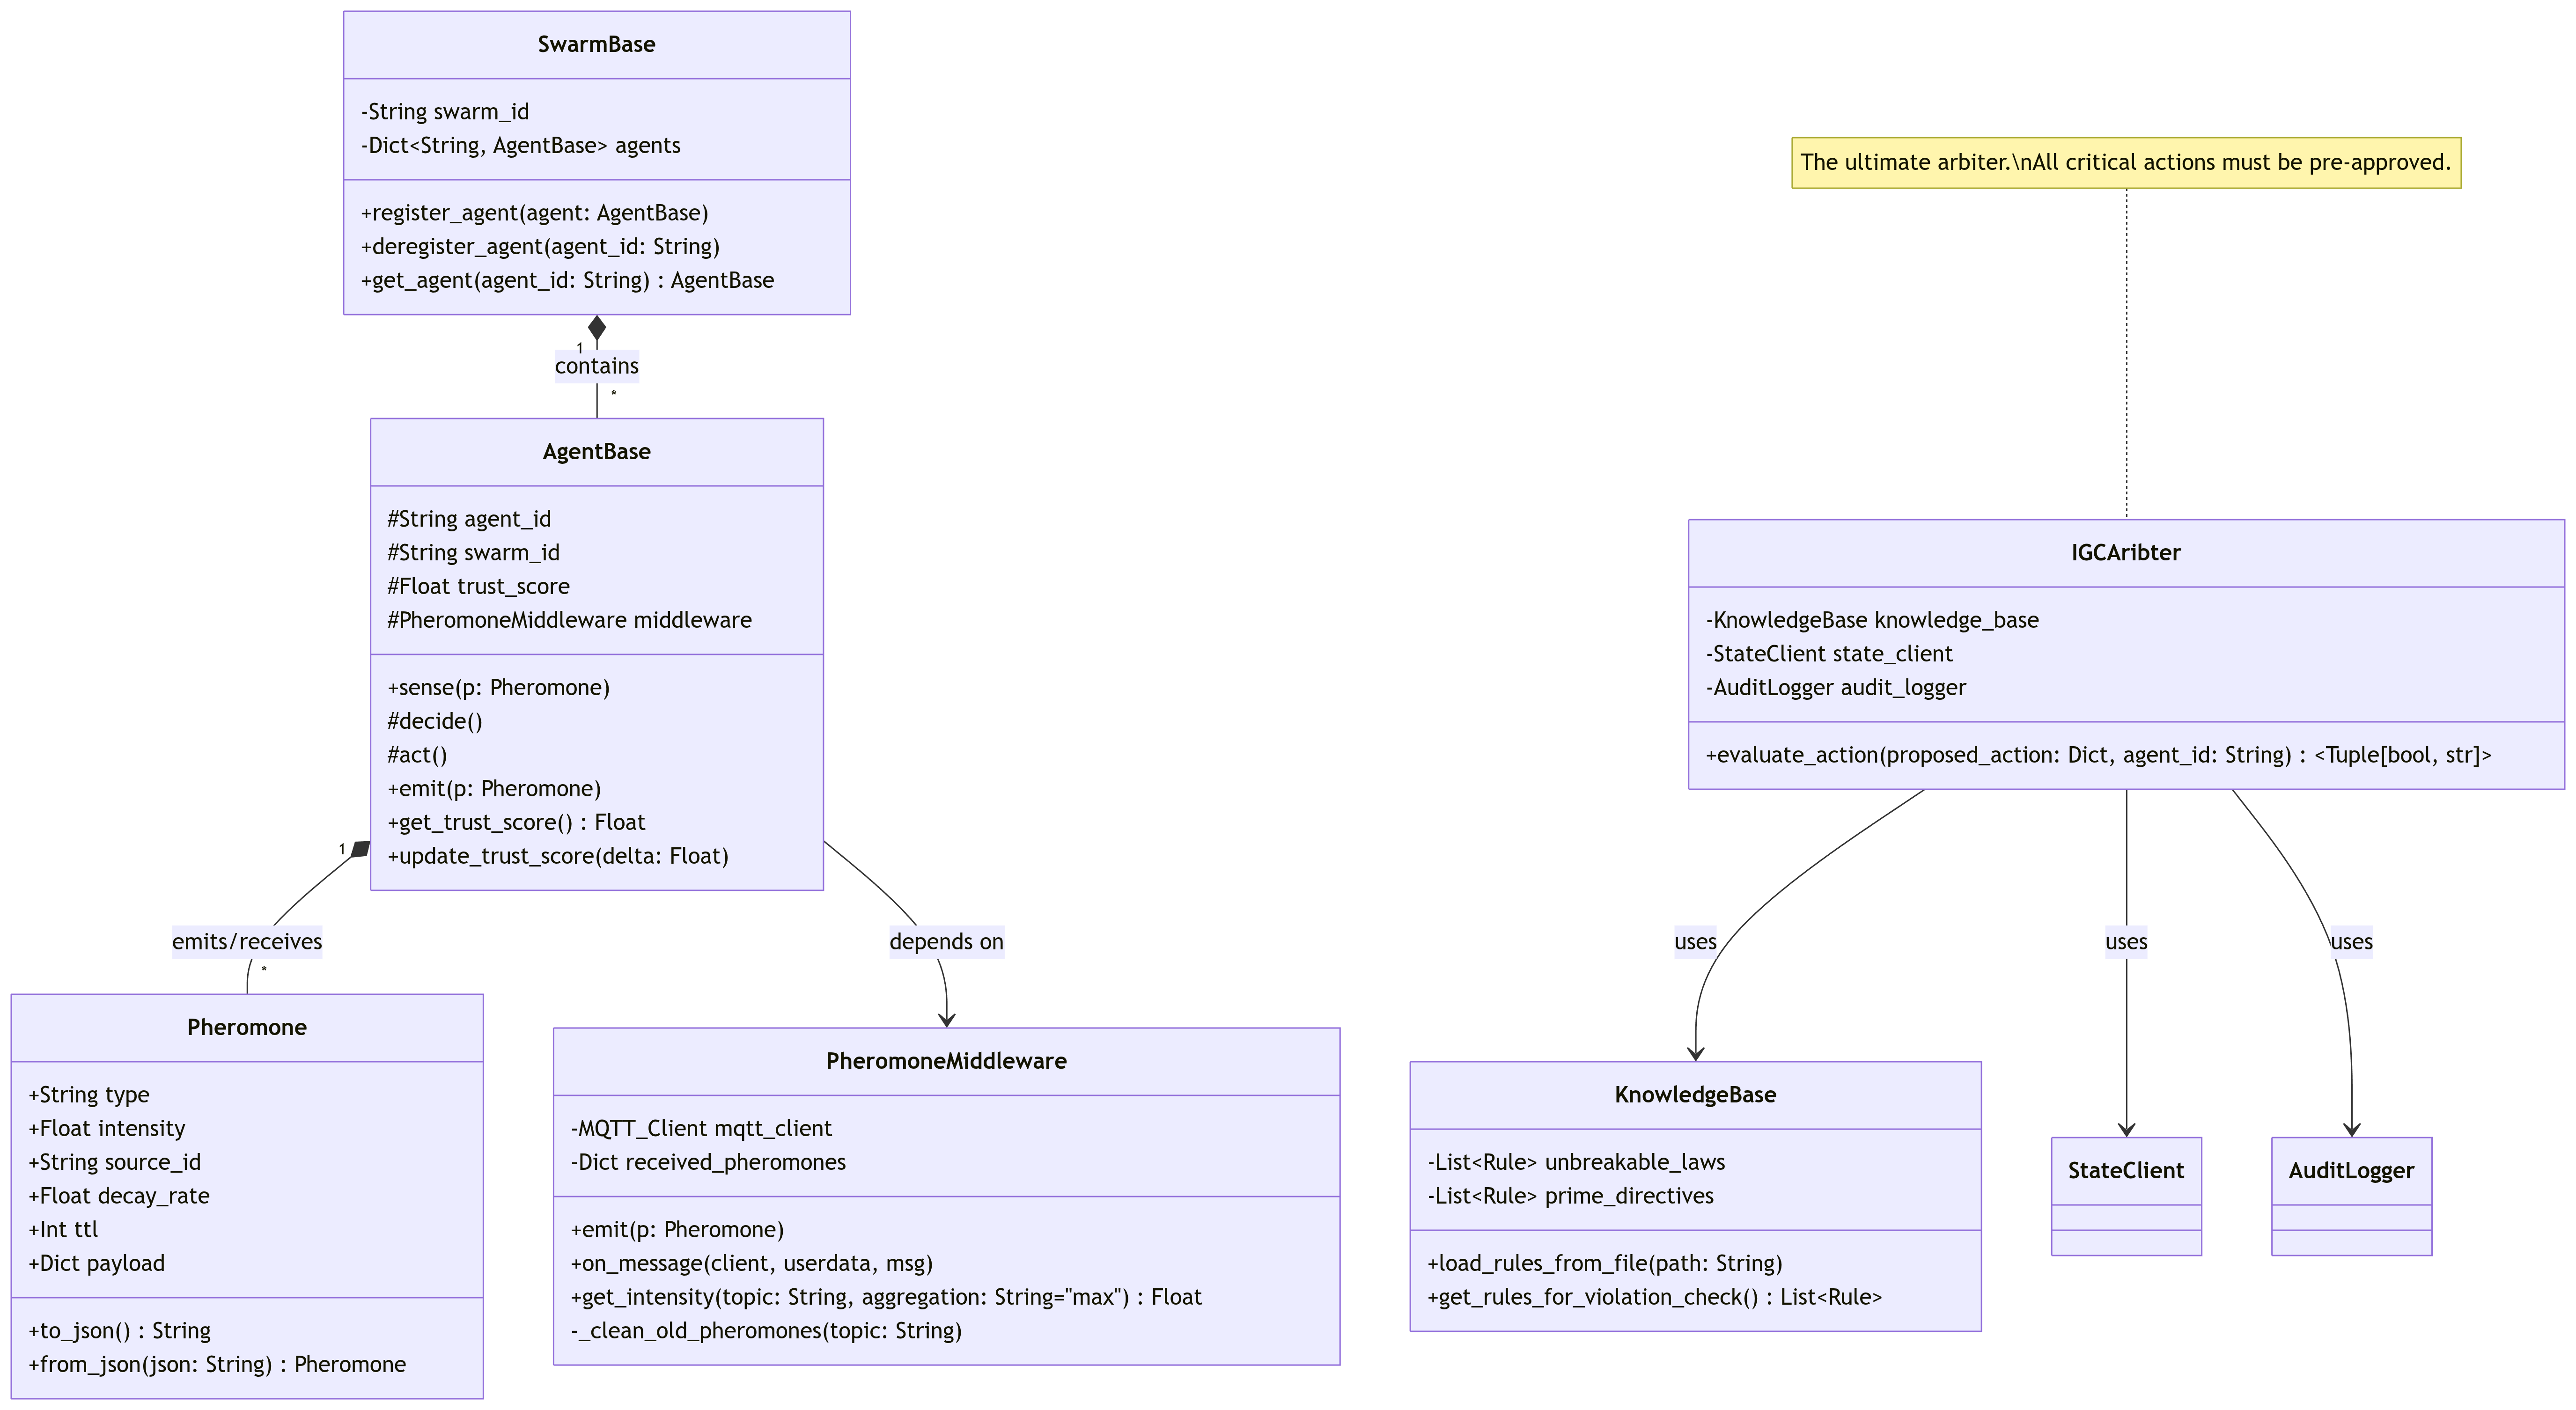 SwarmBase
-String swarm_id
-Dict<String, AgentBase> agents
+register_agent(agent: AgentBase)
+deregister_agent(agent_id: String)
+get_agent(agent_id: String) : AgentBase
1
contains
*
AgentBase
#String agent_id
#String swarm_id
#Float trust_score
#PheromoneMiddleware middleware
+sense(p: Pheromone)
#decide()
#act()
+emit(p: Pheromone)
+get_trust_score() : Float
+update_trust_score(delta: Float)
1
emits/receives
*
depends on
Pheromone
+String type
+Float intensity
+String source_id
+Float decay_rate
+Int ttl
+Dict payload
+to_json() : String
+from_json(json: String) : Pheromone
PheromoneMiddleware
-MQTT_Client mqtt_client
-Dict received_pheromones
+emit(p: Pheromone)
+on_message(client, userdata, msg)
+get_intensity(topic: String, aggregation: String="max") : Float
-_clean_old_pheromones(topic: String)
The ultimate arbiter.\nAll critical actions must be pre-approved.
IGCAribter
-KnowledgeBase knowledge_base
-StateClient state_client
-AuditLogger audit_logger
+evaluate_action(proposed_action: Dict, agent_id: String) : <Tuple[bool, str]>
uses
uses
uses
KnowledgeBase
-List<Rule> unbreakable_laws
-List<Rule> prime_directives
+load_rules_from_file(path: String)
+get_rules_for_violation_check() : List<Rule>
StateClient
AuditLogger